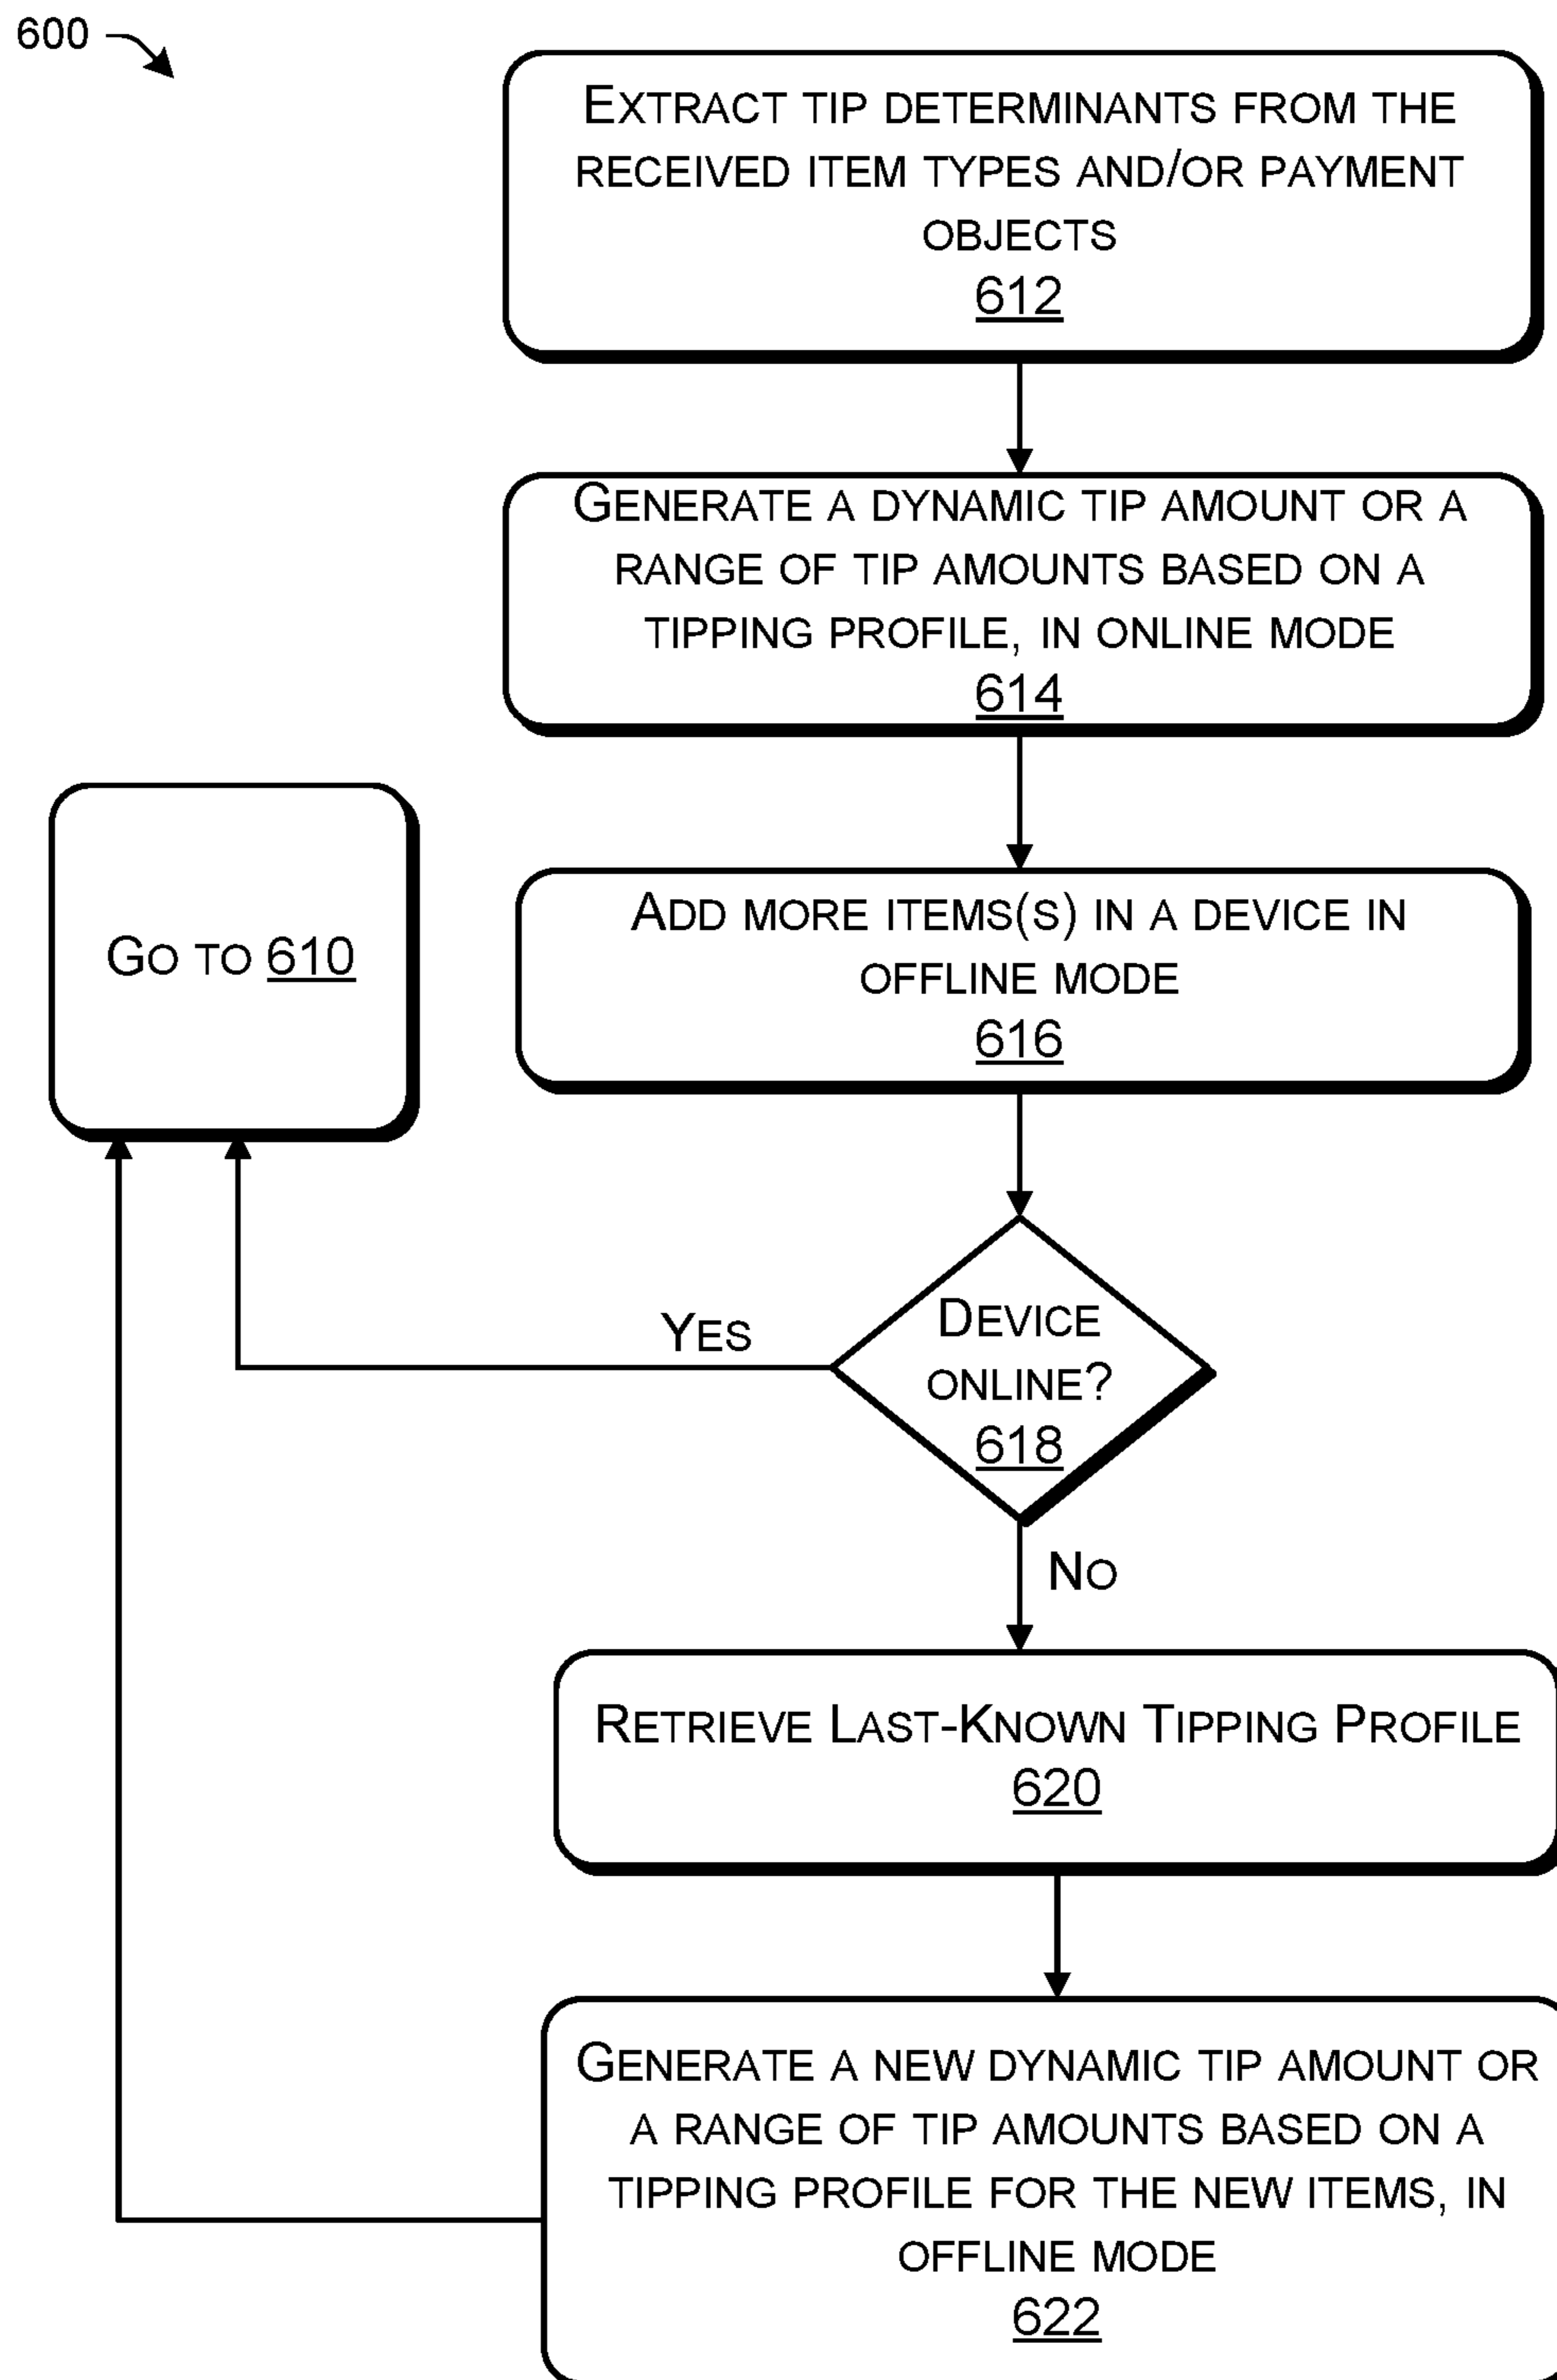 600
EXTRACT TIP DETERMINANTS FROM THE
RECEIVED ITEM TYPES AND/OR PAYMENT
OBJECTS
612
GENERATE A DYNAMIC TIP AMOUNT OR A
RANGE OF TIP AMOUNTS BASED ON A
TIPPING PROFILE, IN ONLINE MODE
614
GO TO 610
ADD MORE ITEMS(S) IN A DEVICE IN
OFFLINE MODE
616
DEVICE
ONLINE?
618
YES
NO
RETRIEVE LAST-KNOWN TIPPING PROFILE
620
GENERATE A NEW DYNAMIC TIP AMOUNT OR
A RANGE OF TIP AMOUNTS BASED ON A
TIPPING PROFILE FOR THE NEW ITEMS, IN
OFFLINE MODE
622